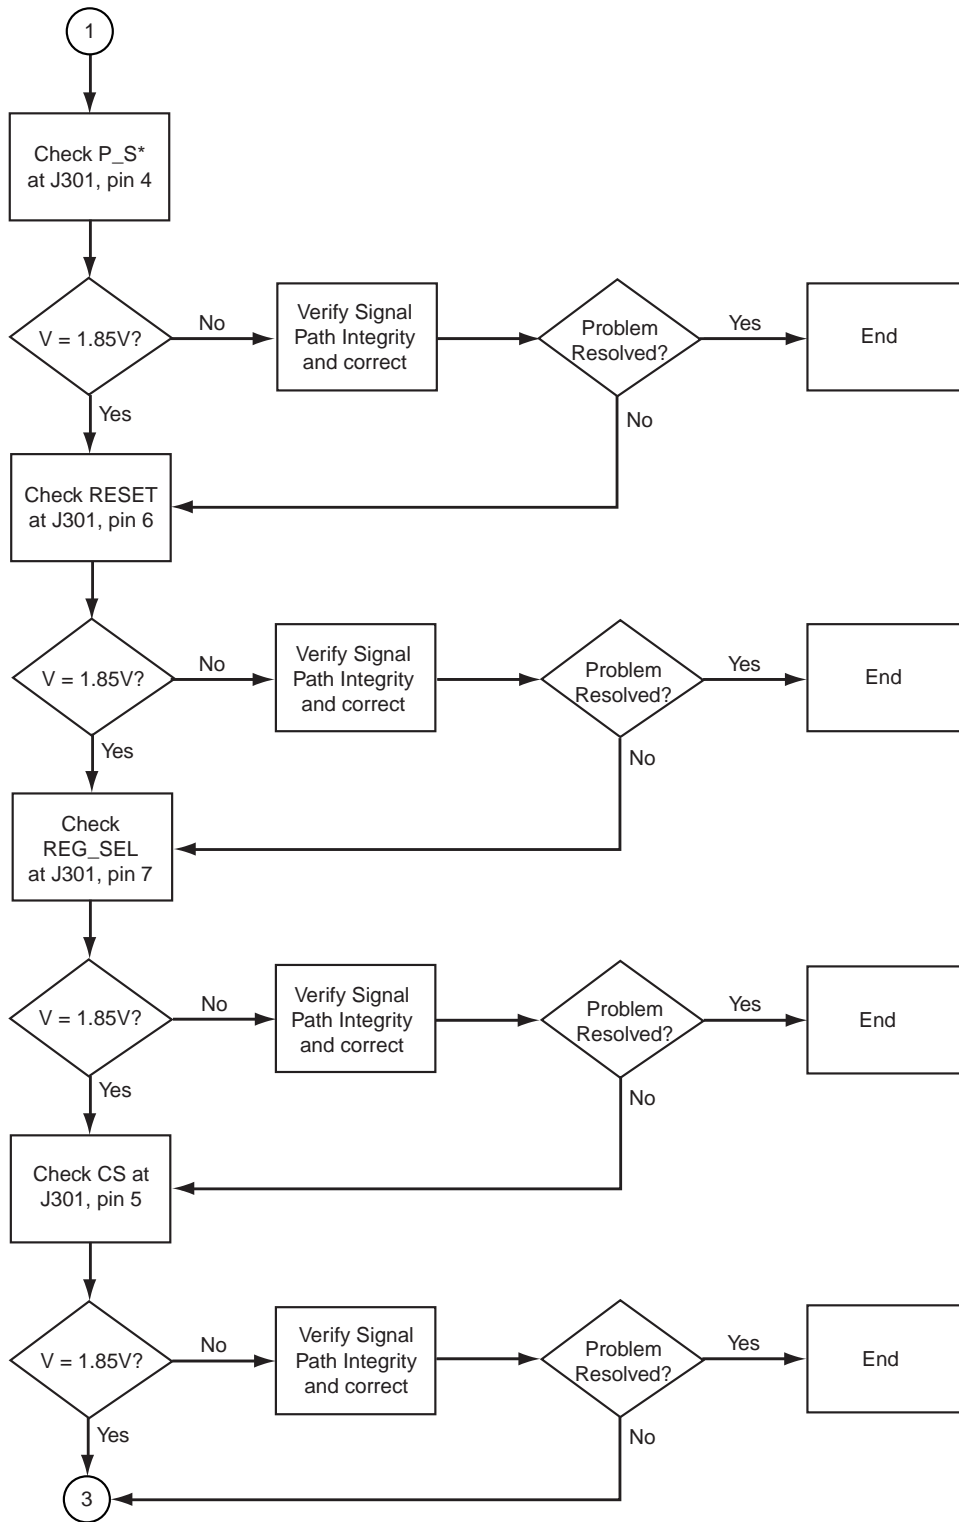 1
Check P_S*
at J301, pin 4
V = 1.85V?
No
Verify Signal
Path Integrity
and correct
Problem
Resolved?
Yes
End
Yes
No
Check RESET
at J301, pin 6
V = 1.85V?
No
Verify Signal
Path Integrity
and correct
Problem
Resolved?
Yes
End
Yes
No
Check
REG_SEL
at J301, pin 7
V = 1.85V?
No
Verify Signal
Path Integrity
and correct
Problem
Resolved?
Yes
End
Yes
No
Check CS at
J301, pin 5
V = 1.85V?
No
Verify Signal
Path Integrity
and correct
Problem
Resolved?
Yes
End
Yes
No
3